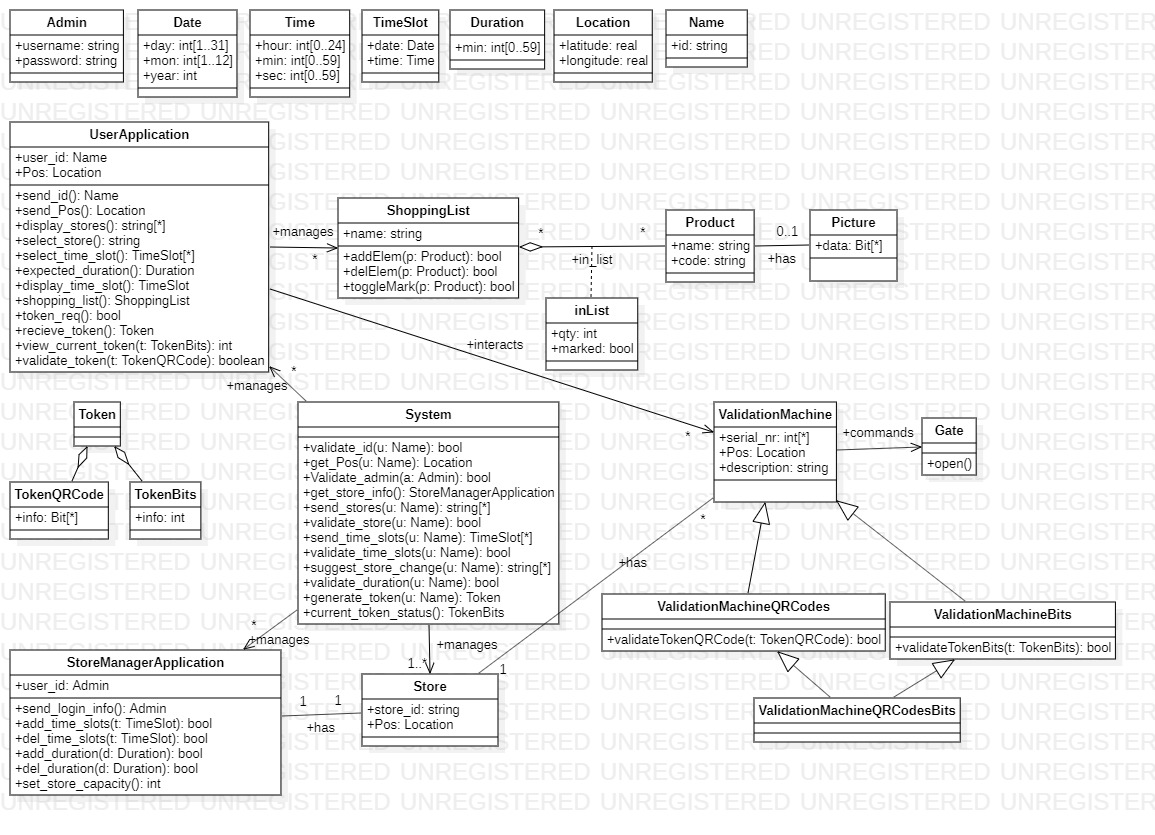 Admin
+username: string
+password: string
Date
+day: int[1..31]
+mon: int[1..12]
+year: int
Time
+hour: int[0..24]
+min: int[0..59]
+sec: int[0..59]
TimeSlot
+date: Date
+time: Time
Duration
+min: int[0..59]
Location
+latitude: real
+longitude: real
Name
+id: string
UserApplication
+user_id: Name
+Pos: Location
+send_id(): Name
+send_Pos(): Location
+display_stores(): string[*]
+select_store(): string
+select_time_slot(): TimeSlot[*]
+expected_duration(): Duration
+display_time_slot(): TimeSlot
+shopping_list(): ShoppingList
+token_req(): bool
+recieve_token(): Token
+view_current_token(t: TokenBits): int
+validate_token(t: TokenQRCode): boolean
+manages
*
ShoppingList
+name: string
+addElem(p: Product): bool
+delElem(p: Product): bool
+toggleMark(p: Product): bool
*
*
+in_list
inList
+qty: int
+marked: bool
Product
+name: string
+code: string
0..1
+has
Picture
+data: Bit[*]
+interacts
*
+manages
*
Token
TokenQRCode
+info: Bit[*]
TokenBits
+info: int
System
+validate_id(u: Name): bool
+get_Pos(u: Name): Location
+Validate_admin(a: Admin): bool
+get_store_info(): StoreManagerApplication
+send_stores(u: Name): string[*]
+validate_store(u: Name): bool
+send_time_slots(u: Name): TimeSlot[*]
+validate_time_slots(u: Name): bool
+suggest_store_change(u: Name): string[*]
+validate_duration(u: Name): bool
+generate_token(u: Name): Token
+current_token_status(): TokenBits
ValidationMachine
+serial_nr: int[*]
+Pos: Location
+description: string
+commands
Gate
+open()
*
+has
1
ValidationMachineQRCodes
+validateTokenQRCode(t: TokenQRCode): bool
ValidationMachineBits
+validateTokenBits(t: TokenBits): bool
ValidationMachineQRCodesBits
*
+manages
+manages
1..*
StoreManagerApplication
+user_id: Admin
+send_login_info(): Admin
+add_time_slots(t: TimeSlot): bool
+del_time_slots(t: TimeSlot): bool
+add_duration(d: Duration): bool
+del_duration(d: Duration): bool
+set_store_capacity(): int
1
1
+has
Store
+store_id: string
+Pos: Location
UNREGISTERED